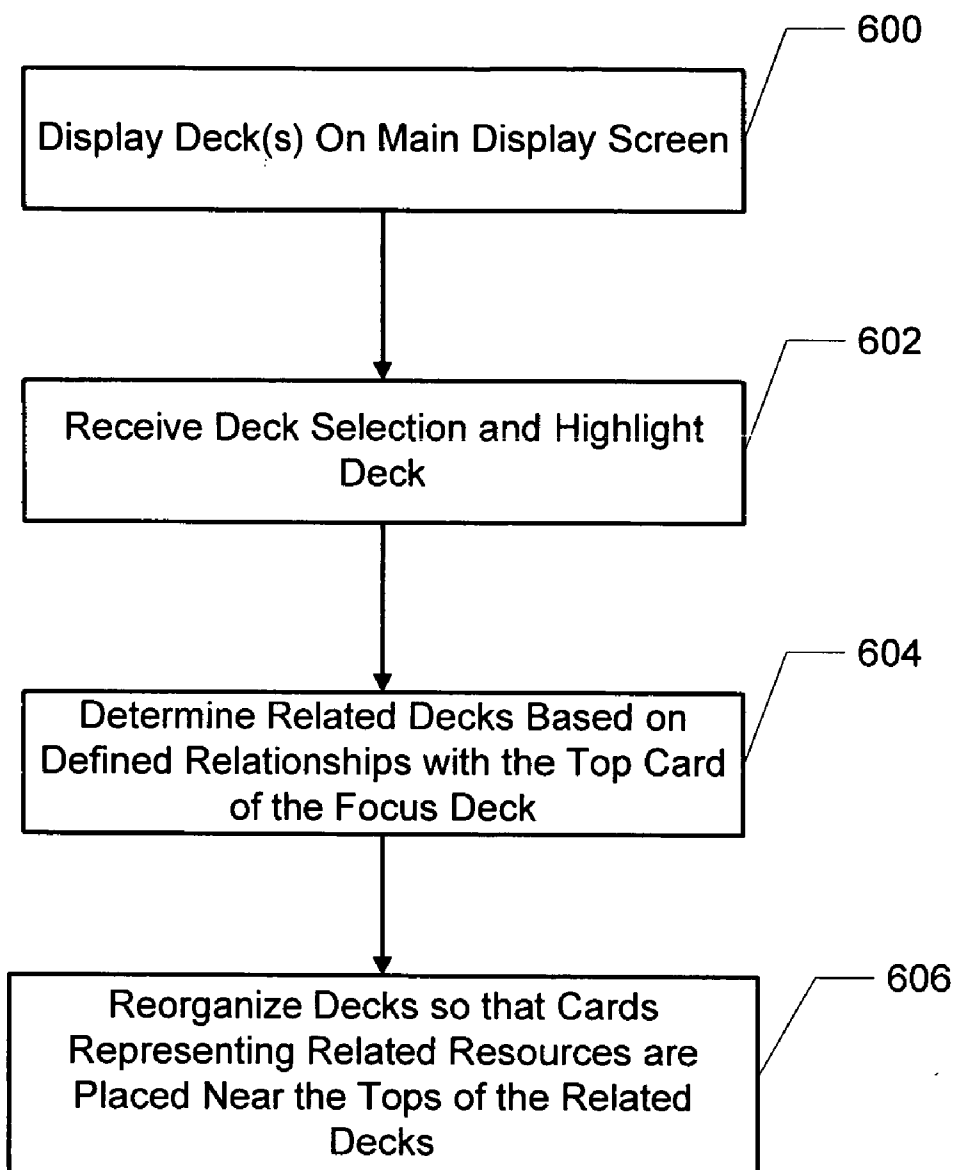 600
Display Deck(s) On Main Display Screen
602
Receive Deck Selection and Highlight
Deck
604
Determine Related Decks Based on
Defined Relationships with the Top Card
of the Focus Deck
606
Reorganize Decks so that Cards
Representing Related Resources are
Placed Near the Tops of the Related
Decks